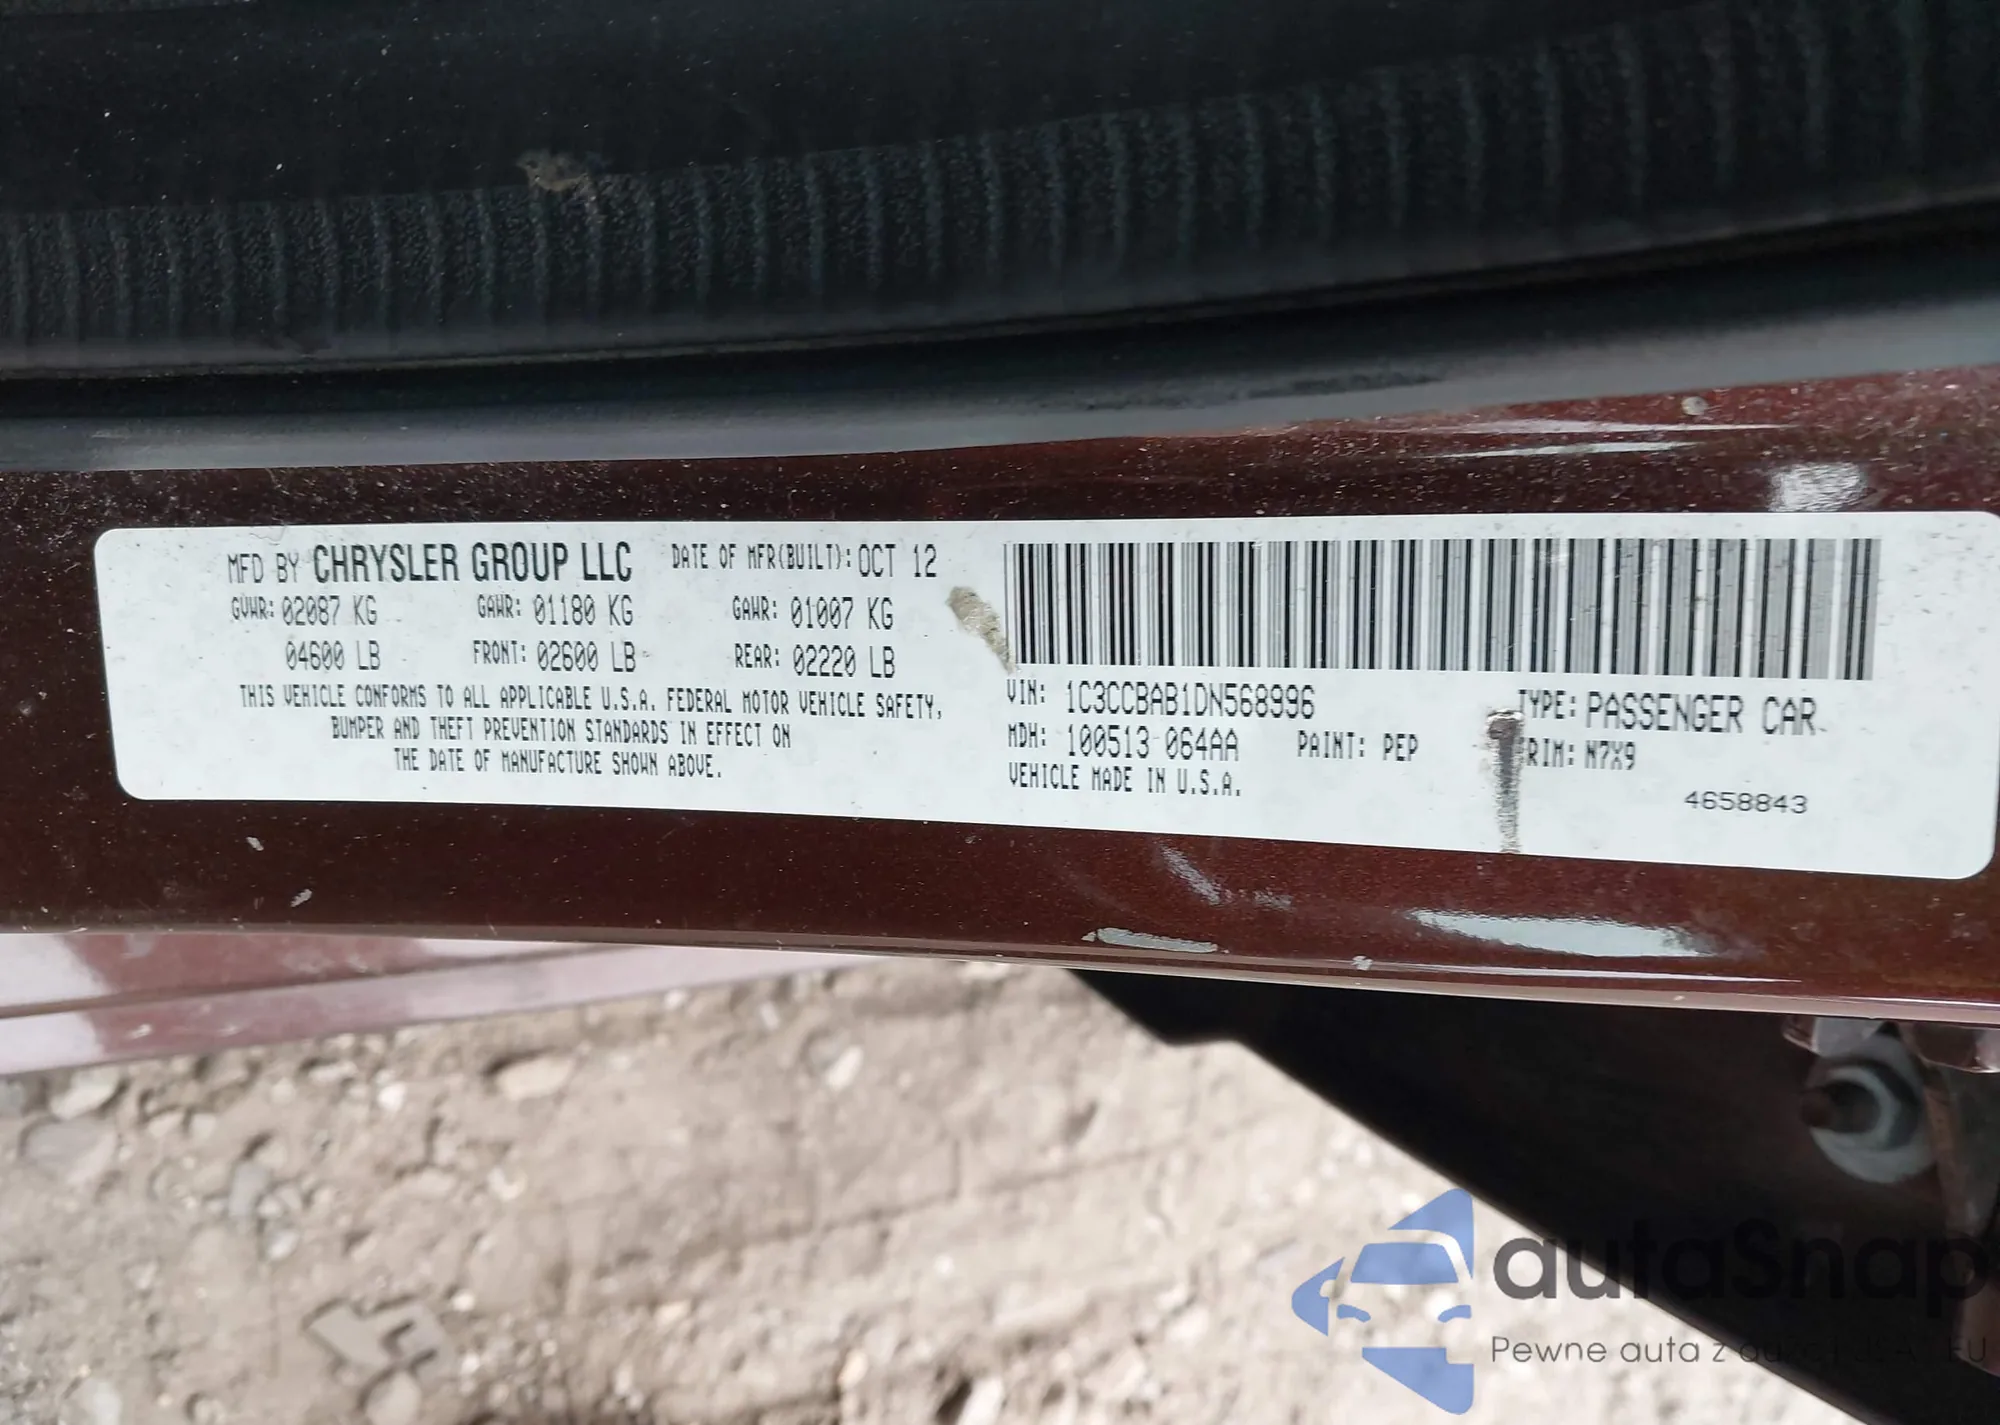 MFD BY CHRYSLER GROUP LLC DATE OF MFR(BUILT): OCT 12
GVWR: 02087 KG GAWR: 01180 KG GAWR: 01007 KG
04600 LB FRONT: 02600 LB REAR: 02220 LB
THIS VEHICLE CONFORMS TO ALL APPLICABLE U.S.A. FEDERAL MOTOR VEHICLE SAFETY,
BUMPER AND THEFT PREVENTION STANDARDS IN EFFECT ON
THE DATE OF MANUFACTURE SHOWN ABOVE.
VIN: 1C3CCBAB1DN568996 TYPE: PASSENGER CAR
MDH: 100513 064AA PAINT: PEP TRIM: N7X9
VEHICLE MADE IN U.S.A.
4658843
autaSnap
Pewne auta z